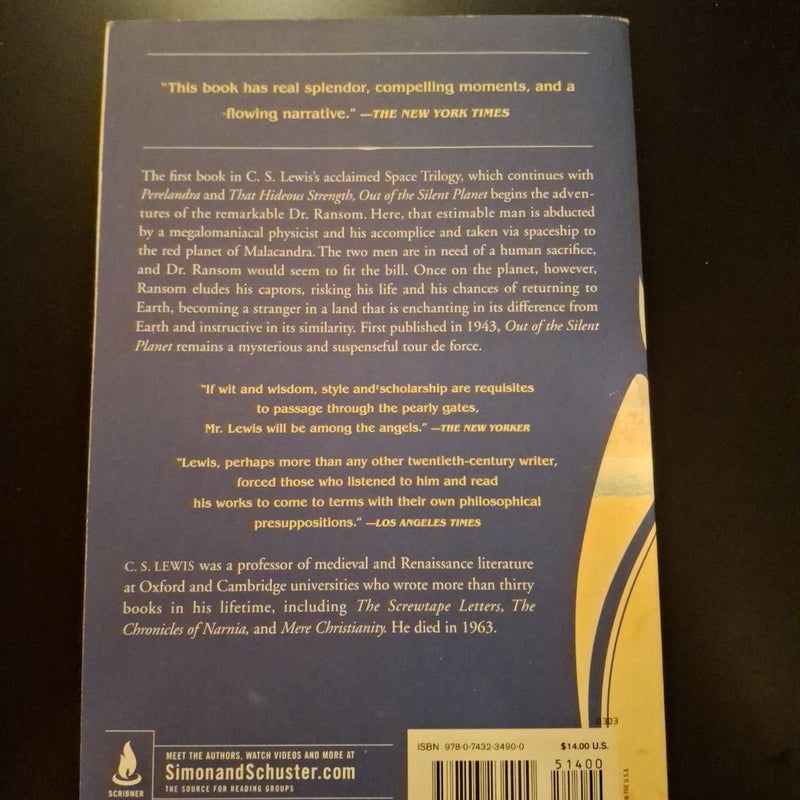 "This book has real splendor, compelling moments, and a
flowing narrative." —THE NEW YORK TIMES
The first book in C. S. Lewis's acclaimed Space Trilogy, which continues with
Perelandra and That Hideous Strength, Out of the Silent Planet begins the adven-
tures of the remarkable Dr. Ransom. Here, that estimable man is abducted
by a megalomaniacal physicist and his accomplice and taken via spaceship to
the red planet of Malacandra. The two men are in need of a human sacrifice,
and Dr. Ransom would seem to fit the bill. Once on the planet, however,
Ransom eludes his captors, risking his life and his chances of returning to
Earth, becoming a stranger in a land that is enchanting in its difference from
Earth and instructive in its similarity. First published in 1943, Out of the Silent
Planet remains a mysterious and suspenseful tour de force.
"If wit and wisdom, style and scholarship are requisites
to passage through the pearly gates,
Mr. Lewis will be among the angels." —THE NEW YORKER
"Lewis, perhaps more than any other twentieth-century writer,
forced those who listened to him and read
his works to come to terms with their own philosophical
presuppositions." —LOS ANGELES TIMES
C. S. LEWIS was a professor of medieval and Renaissance literature
at Oxford and Cambridge universities who wrote more than thirty
books in his lifetime, including The Screwtape Letters, The
Chronicles of Narnia, and Mere Christianity. He died in 1963.
0303
MEET THE AUTHORS, WATCH VIDEOS AND MORE AT
SimonandSchuster.com
THE SOURCE FOR READING GROUPS
SCRIBNER
ISBN 978-0-7432-3490-0 $14.00 U.S.
51400
IN THE U.S.A.